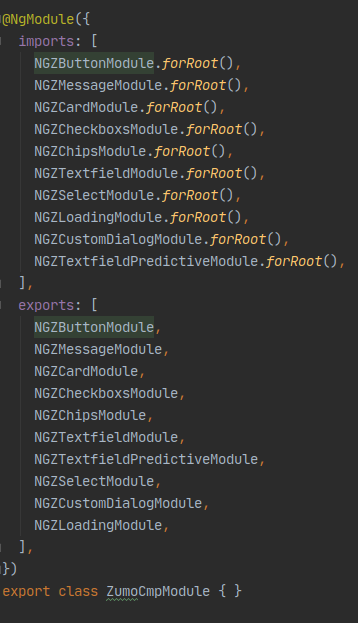 @NgModule({
imports: [
NGZButtonModule.forRoot(),
NGZMessageModule.forRoot(),
NGZCardModule.forRoot(),
NGZCheckboxsModule.forRoot(),
NGZChipsModule.forRoot(),
NGZTextfieldModule.forRoot(),
NGZSelectModule.forRoot(),
NGZLoadingModule.forRoot(),
NGZCustomDialogModule.forRoot(),
NGZTextfieldPredictiveModule.forRoot(),
],
exports: [
NGZButtonModule,
NGZMessageModule,
NGZCardModule,
NGZCheckboxsModule,
NGZChipsModule,
NGZTextfieldModule,
NGZTextfieldPredictiveModule,
NGZSelectModule,
NGZCustomDialogModule,
NGZLoadingModule,
],
})
export class ZumoCmpModule { }